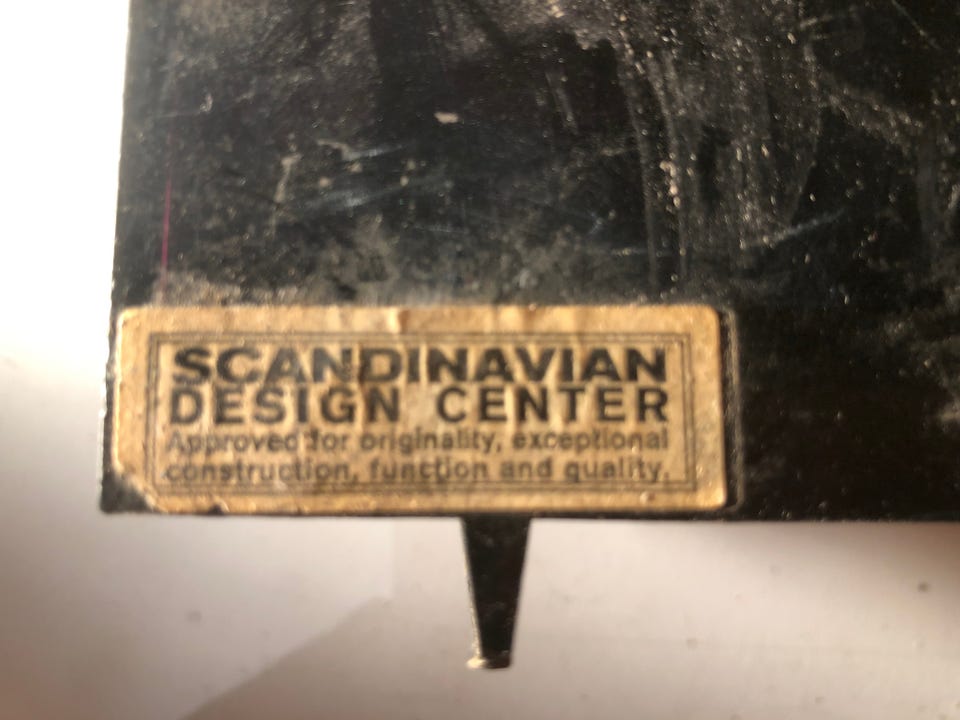 SCANDINAVIAN
DESIGN CENTER
Approved for originality, exceptional
construction, function and quality.